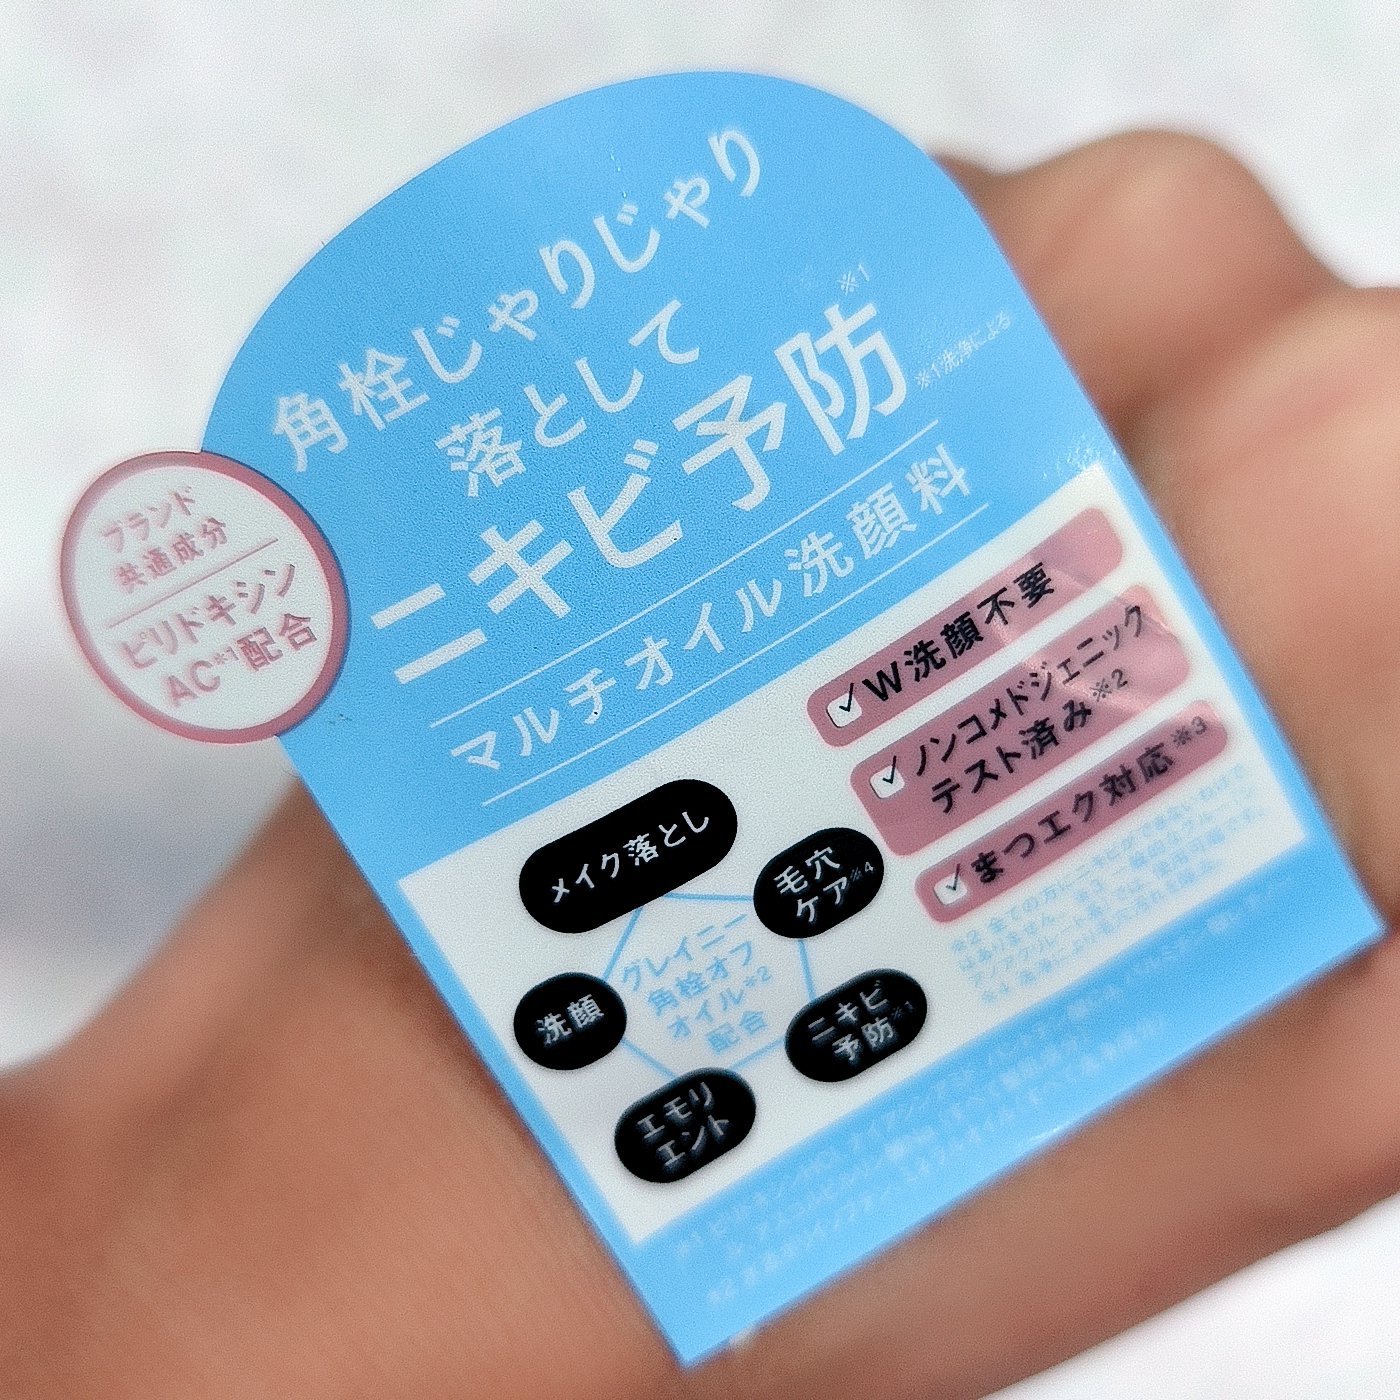 角栓じゃりじゃり
落として
ニキビ予防※1
※1 洗浄による
マルチオイル洗顔料
ブランド
共通成分
ピリドキシン
AC※1配合
W洗顔不要
ノンコメドジェニック
テスト済み※2
まつエク対応※3
メイク落とし
毛穴
ケア※4
洗顔
ニキビ
予防※1
エモリ
エント
グレイニー
角栓オフ
オイル※2
配合